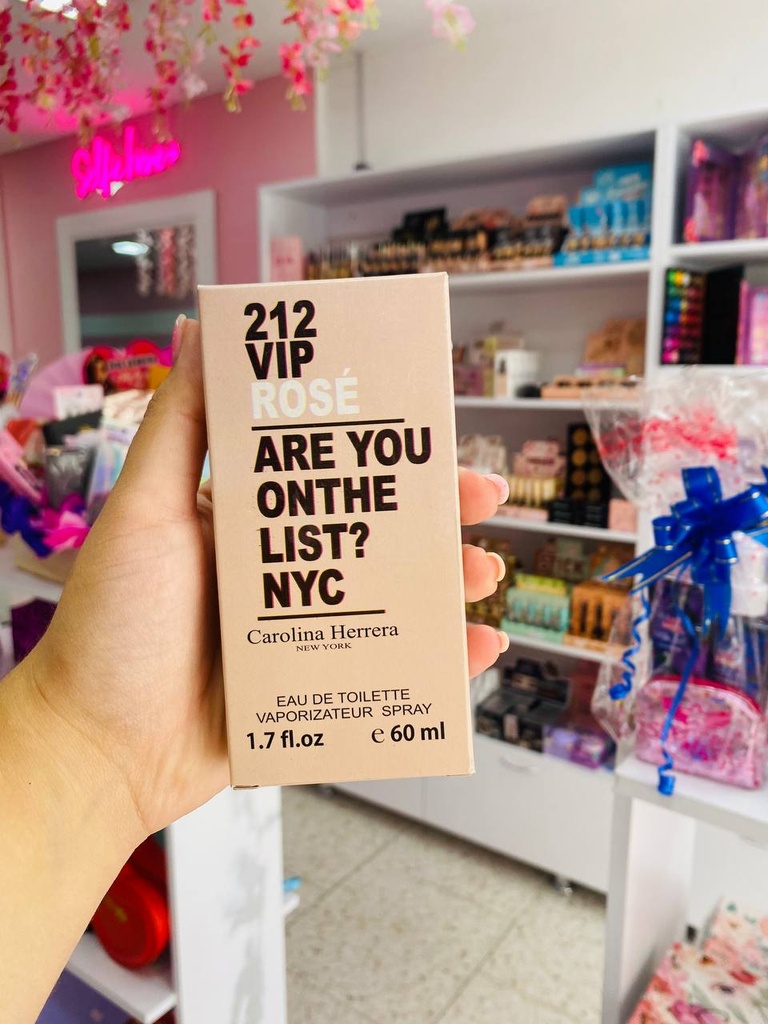 212
VIP
ROSÉ
ARE YOU
ONTHE
LIST?
NYC
Carolina Herrera
NEW YORK
EAU DE TOILETTE
VAPORIZATEUR SPRAY
1.7 fl.oz e 60 ml